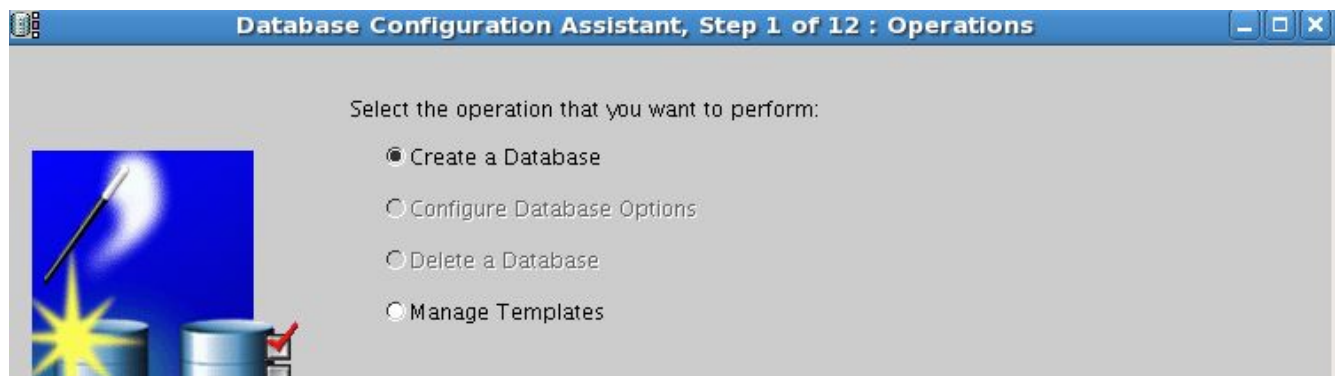 Database Configuration Assistant, Step 1 of 12 : Operations
Select the operation that you want to perform:
Create a Database
Configure Database Options
Delete a Database
Manage Templates